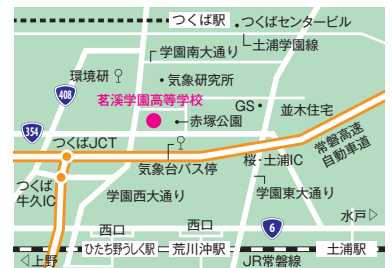 つくば駅
つくばセンタービル
土浦学園線
学園南大通り
環境研
気象研究所
408
茗溪学園高等学校
GS
並木住宅
赤塚公園
354
つくばJCT
常磐高速
自動車道
気象台バス停
桜・土浦IC
つくば
牛久IC
学園西大通り
学園東大通り
水戸▷
西口
西口
6
ひたち野うしく駅
荒川沖駅
土浦駅
◁上野
JR常磐線